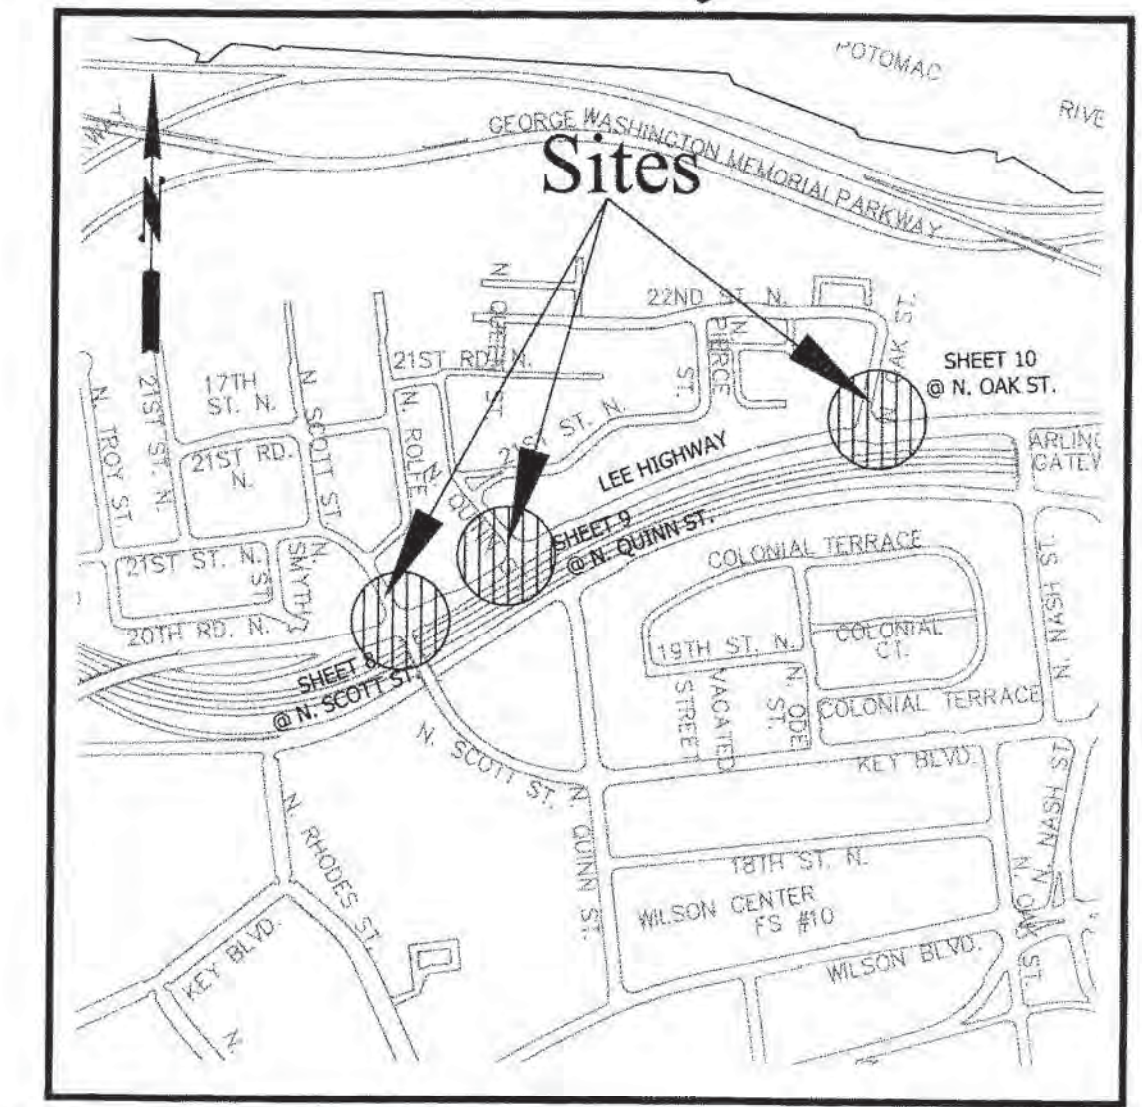 POTOMAC
RIVE
GEORGE WASHINGTON MEMORIAL PARKWAY
Sites
N
22ND ST. N.
OAK ST.
N
PIERCE
ST.
21ST RD. N.
SHEET 10
@ N. OAK ST.
17TH
ST. N.
N. TROY ST.
21ST ST. N
N SCOTT ST
N. ROLFE
21ST RD.
N.
21ST ST. N
LEE HIGHWAY
ARLING
GATEW
SHEET 9
@ N. QUINN ST.
COLONIAL TERRACE
N. NASH ST.
21ST ST. N.
ST
N. SMYTH
20TH RD. N.
SHEET 8
@ N. SCOTT ST.
19TH ST. N.
COLONIAL
CT.
VACATED
STREET
N. ODE
ST.
COLONIAL TERRACE
N. SCOTT ST.
KEY BLVD.
N. NASH ST
N QUINN ST.
N RHODES ST.
18TH ST. N.
WILSON CENTER
FS #10
N. OAK ST.
KEY BLVD.
WILSON BLVD.
N.